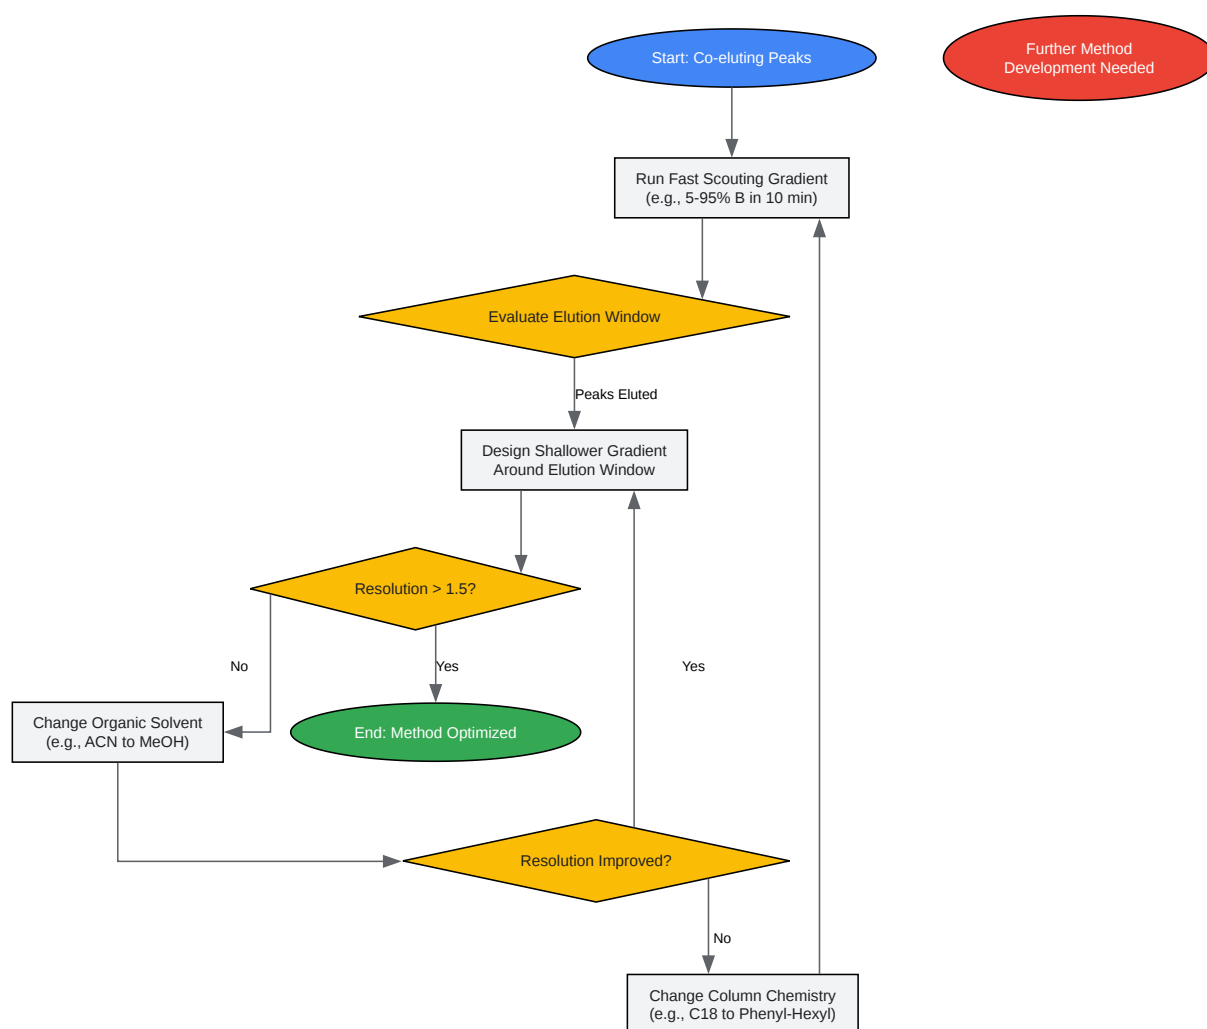 Start: Co-eluting Peaks
Further Method
Development Needed
Run Fast Scouting Gradient
(e.g., 5-95% B in 10 min)
Evaluate Elution Window
Peaks Eluted
Design Shallower Gradient
Around Elution Window
Resolution > 1.5?
No
Yes
Yes
Change Organic Solvent
(e.g., ACN to MeOH)
End: Method Optimized
Resolution Improved?
No
Change Column Chemistry
(e.g., C18 to Phenyl-Hexyl)